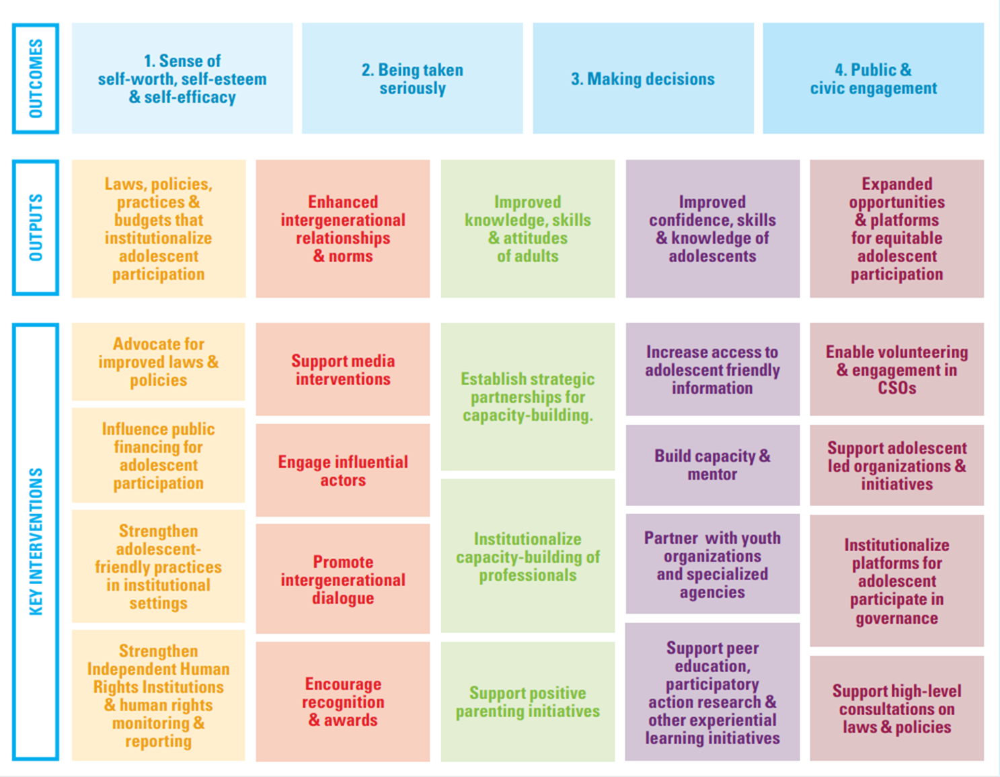 OUTCOMES
1. Sense of
self-worth, self-esteem
& self-efficacy
2. Being taken
seriously
3. Making decisions
4. Public &
civic engagement
OUTPUTS
Laws, policies,
practices &
budgets that
institutionalize
adolescent
participation
Enhanced
intergenerational
relationships
& norms
Improved
knowledge, skills
& attitudes
of adults
Improved
confidence, skills
& knowledge of
adolescents
Expanded
opportunities
& platforms
for equitable
adolescent
participation
KEY INTERVENTIONS
Advocate for
improved laws &
policies
Influence public
financing for
adolescent
participation
Strengthen
adolescent-
friendly practices
in institutional
settings
Strengthen
Independent Human
Rights Institutions
& human rights
monitoring &
reporting
Support media
interventions
Engage influential
actors
Promote
intergenerational
dialogue
Encourage
recognition
& awards
Establish strategic
partnerships for
capacity-building.
Institutionalize
capacity-building of
professionals
Support positive
parenting initiatives
Increase access to
adolescent friendly
information
Build capacity &
mentor
Partner with youth
organizations
and specialized
agencies
Support peer
education,
participatory
action research &
other experiential
learning initiatives
Enable volunteering
& engagement in
CSOs
Support adolescent
led organizations &
initiatives
Institutionalize
platforms for
adolescent
participate in
governance
Support high-level
consultations on
laws & policies